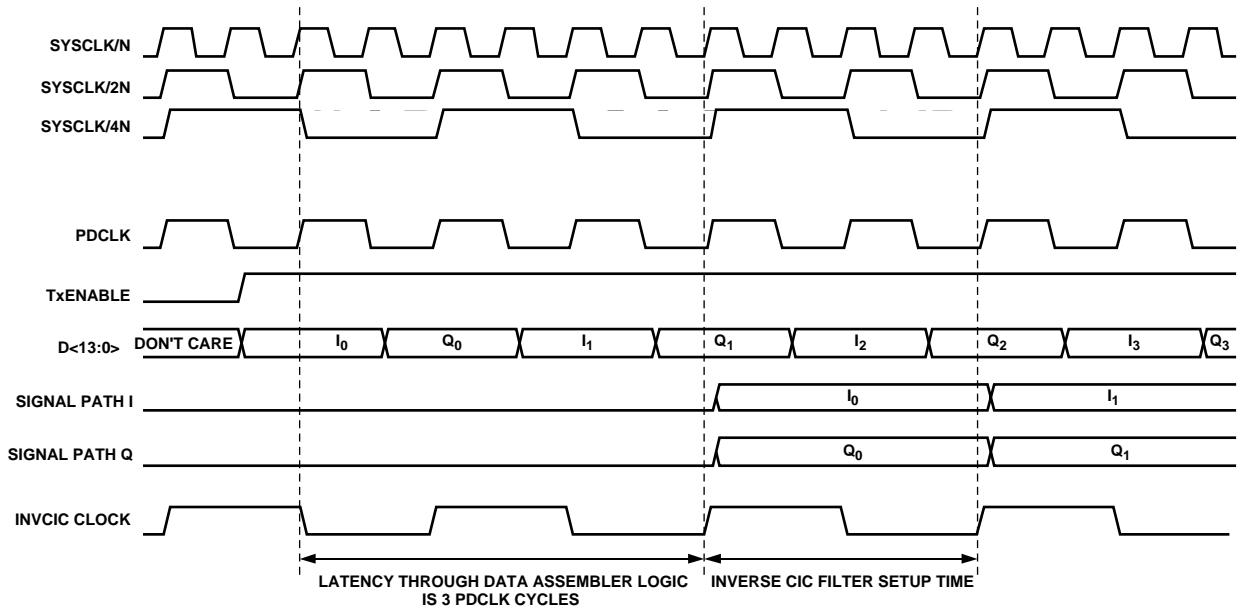 SYSCLK/N
SYSCLK/2N
SYSCLK/4N
PDCLK
TxENABLE
D<13:0> DON'T CARE I0 Q0 I1 Q1 I2 Q2 I3 Q3
SIGNAL PATH I I0 I1
SIGNAL PATH Q Q0 Q1
INVCIC CLOCK
LATENCY THROUGH DATA ASSEMBLER LOGIC
IS 3 PDCLK CYCLES
INVERSE CIC FILTER SETUP TIME